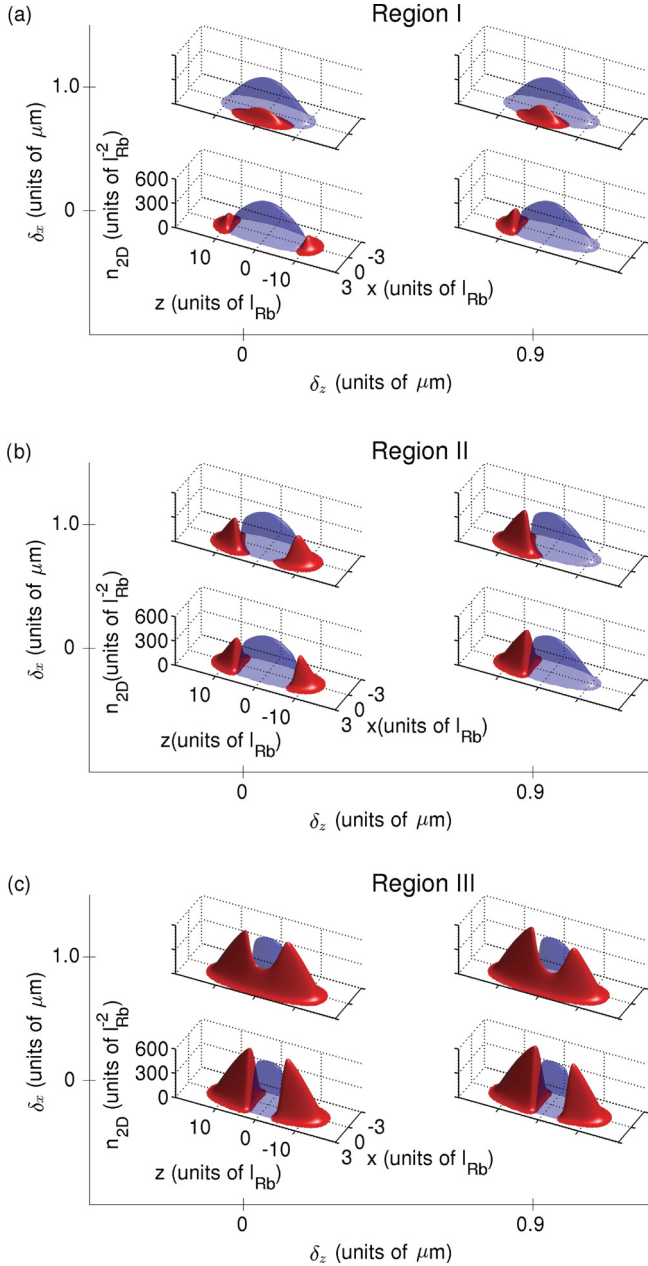 (a) Region I
δx (units of μm)
1.0
0
n2D (units of l-2Rb)
600
300
0
10
0
-10
z (units of lRb)
3
0
-3
x (units of lRb)
0
0.9
δz (units of μm)
(b) Region II
δx (units of μm)
1.0
0
n2D(units of l-2Rb)
600
300
0
10
0
-10
z(units of lRb)
3
0
-3
x(units of lRb)
0
0.9
δz (units of μm)
(c) Region III
δx (units of μm)
1.0
0
n2D (units of l-2Rb)
600
300
0
10
0
-10
z (units of lRb)
3
0
-3
x (units of lRb)
0
0.9
δz (units of μm)